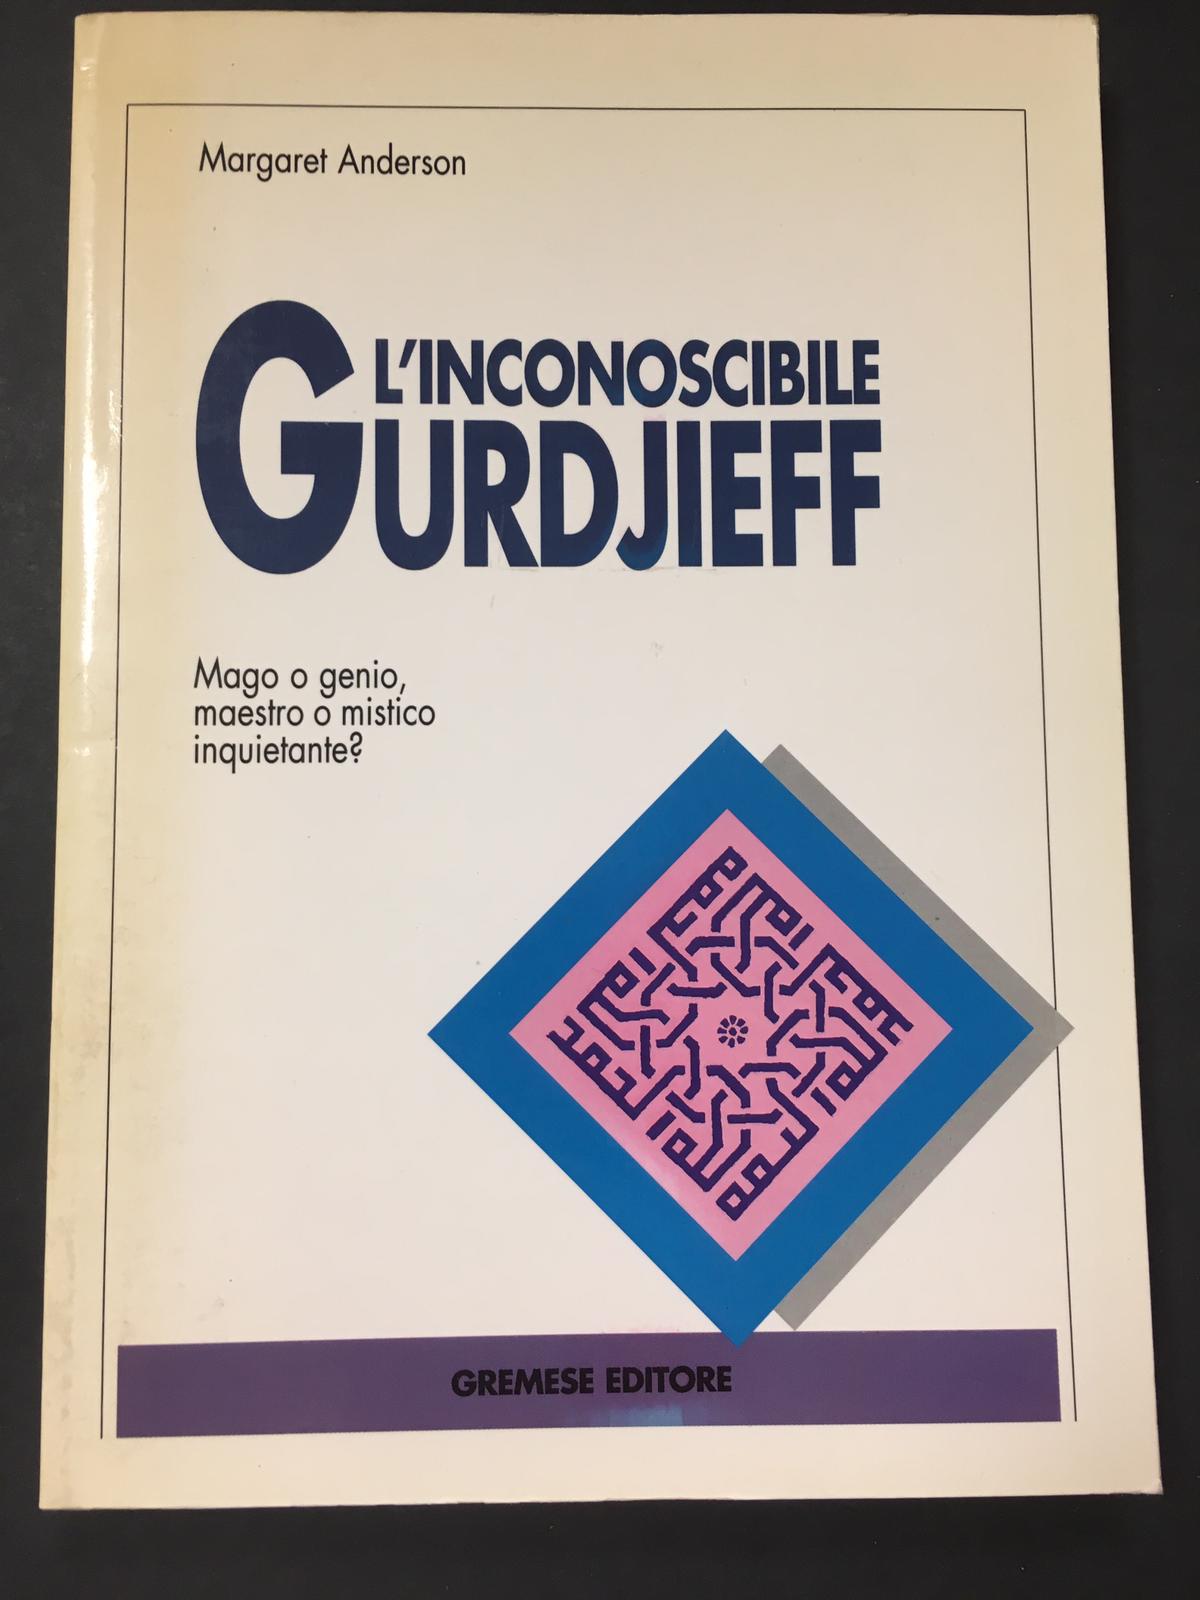 Margaret Anderson
L'INCONOSCIBILE
GURDJIEFF
Mago o genio,
maestro o mistico
inquietante?
GREMESE EDITORE